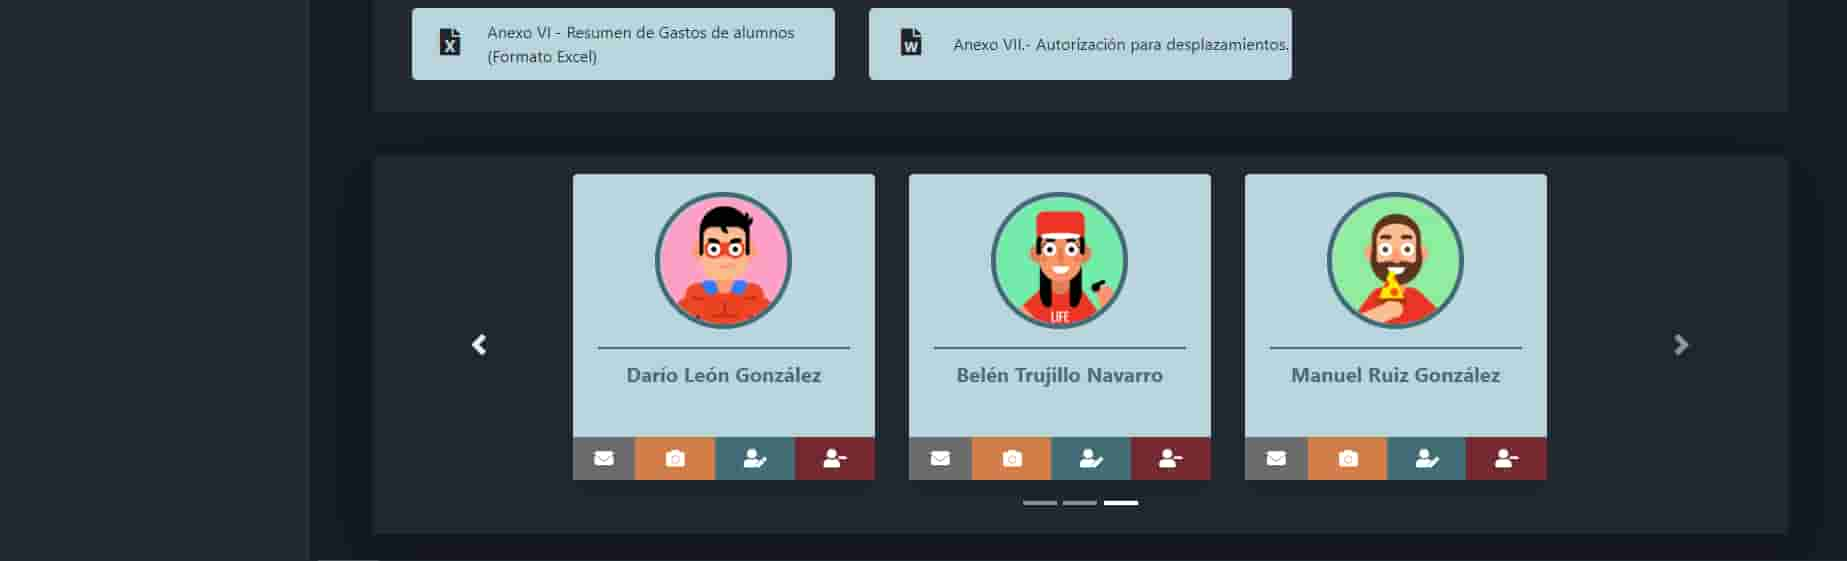 Anexo VI - Resumen de Gastos de alumnos
(Formato Excel)
Anexo VII.- Autorización para desplazamientos.
LIFE
Darío León González
Belén Trujillo Navarro
Manuel Ruiz González